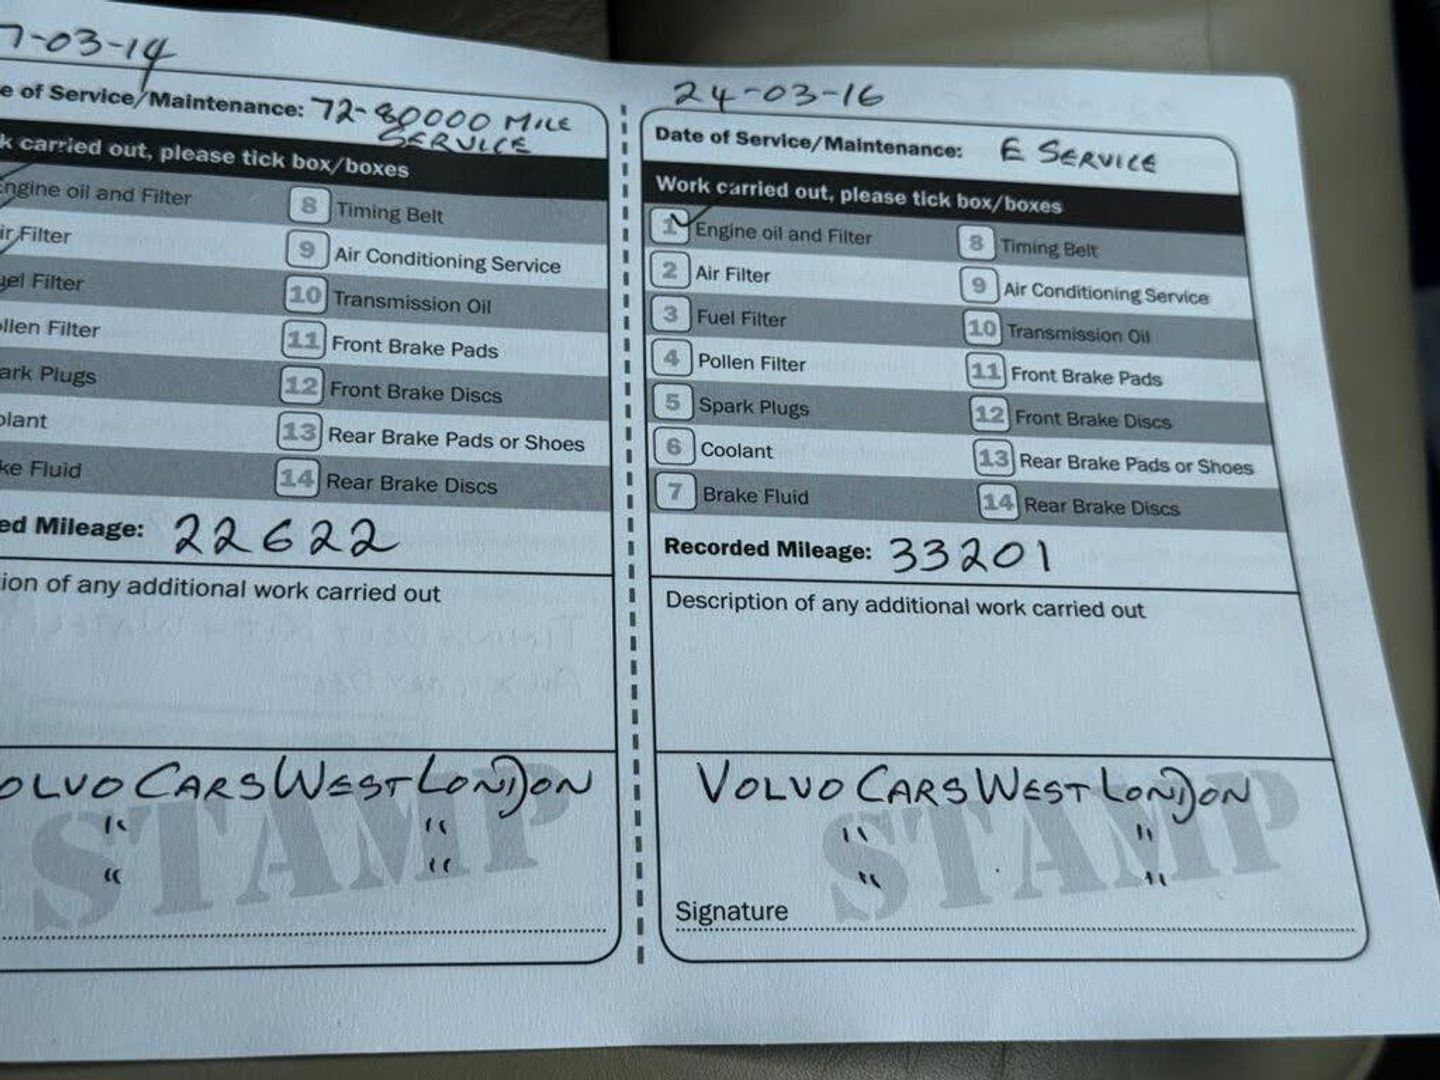 7-03-14
e of Service/Maintenance: 72-80000 MILE
SERVICE
k carried out, please tick box/boxes
Engine oil and Filter
ir Filter
uel Filter
ollen Filter
ark Plugs
olant
ke Fluid
8 Timing Belt
9 Air Conditioning Service
10 Transmission Oil
11 Front Brake Pads
12 Front Brake Discs
13 Rear Brake Pads or Shoes
14 Rear Brake Discs
ed Mileage: 22622
ion of any additional work carried out
OLVO CARS WEST LONDON
" "
" "
STAMP
24-03-16
Date of Service/Maintenance: E SERVICE
Work carried out, please tick box/boxes
1 Engine oil and Filter
2 Air Filter
3 Fuel Filter
4 Pollen Filter
5 Spark Plugs
6 Coolant
7 Brake Fluid
8 Timing Belt
9 Air Conditioning Service
10 Transmission Oil
11 Front Brake Pads
12 Front Brake Discs
13 Rear Brake Pads or Shoes
14 Rear Brake Discs
Recorded Mileage: 33201
Description of any additional work carried out
VOLVO CARS WEST LONDON
" "
" "
STAMP
Signature